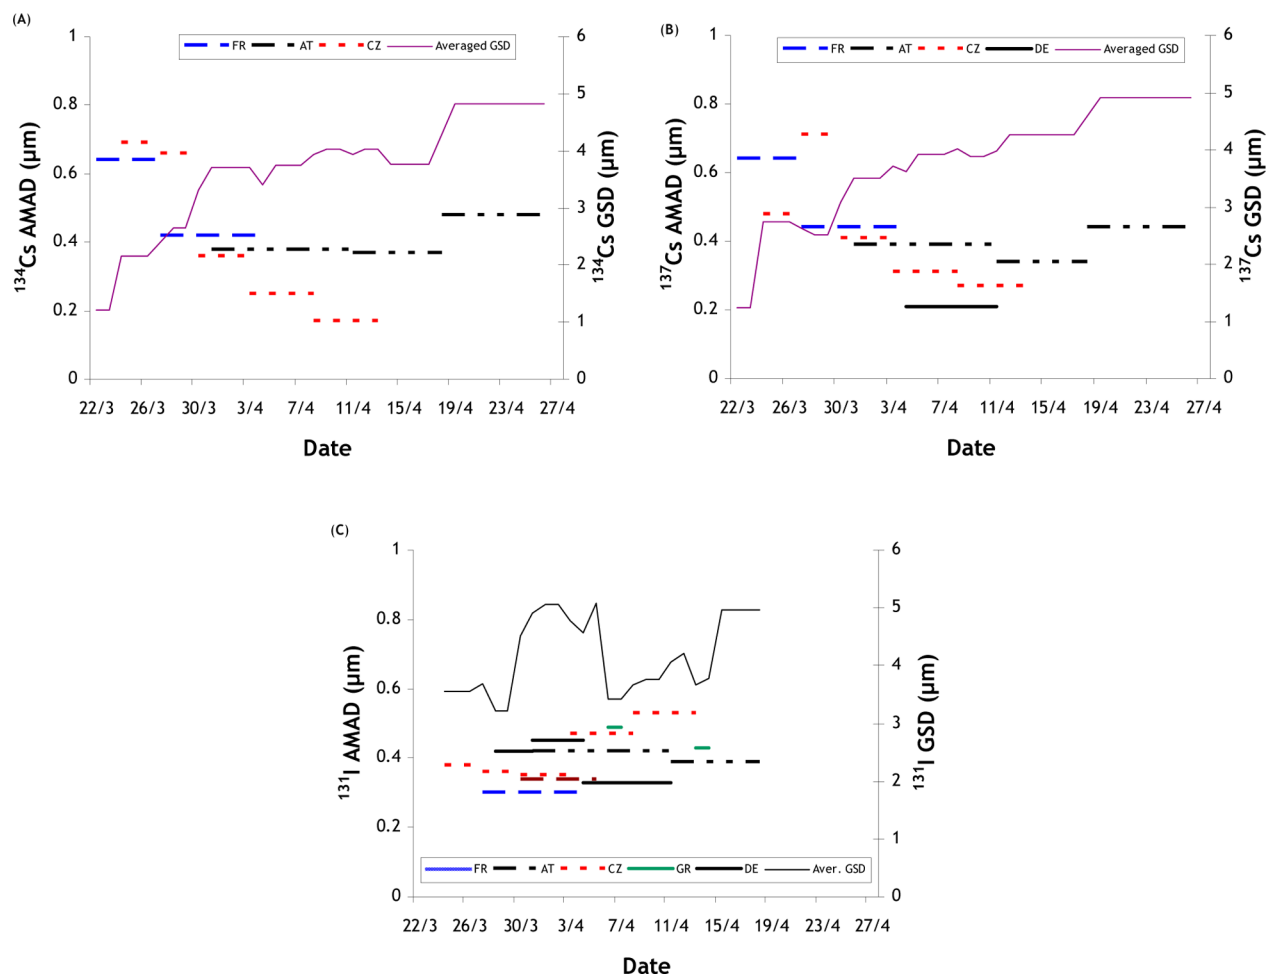 (A)
FR AT CZ Averaged GSD
1
0.8
0.6
0.4
0.2
0
6
5
4
3
2
1
0
¹³⁴Cs AMAD (μm)
¹³⁴Cs GSD (μm)
22/3 26/3 30/3 3/4 7/4 11/4 15/4 19/4 23/4 27/4
Date
(B)
FR AT CZ DE Averaged GSD
1
0.8
0.6
0.4
0.2
0
6
5
4
3
2
1
0
¹³⁷Cs AMAD (μm)
¹³⁷Cs GSD (μm)
22/3 26/3 30/3 3/4 7/4 11/4 15/4 19/4 23/4 27/4
Date
(C)
1
0.8
0.6
0.4
0.2
0
6
5
4
3
2
1
0
¹³¹I AMAD (μm)
¹³¹I GSD (μm)
FR AT CZ GR DE Aver. GSD
22/3 26/3 30/3 3/4 7/4 11/4 15/4 19/4 23/4 27/4
Date